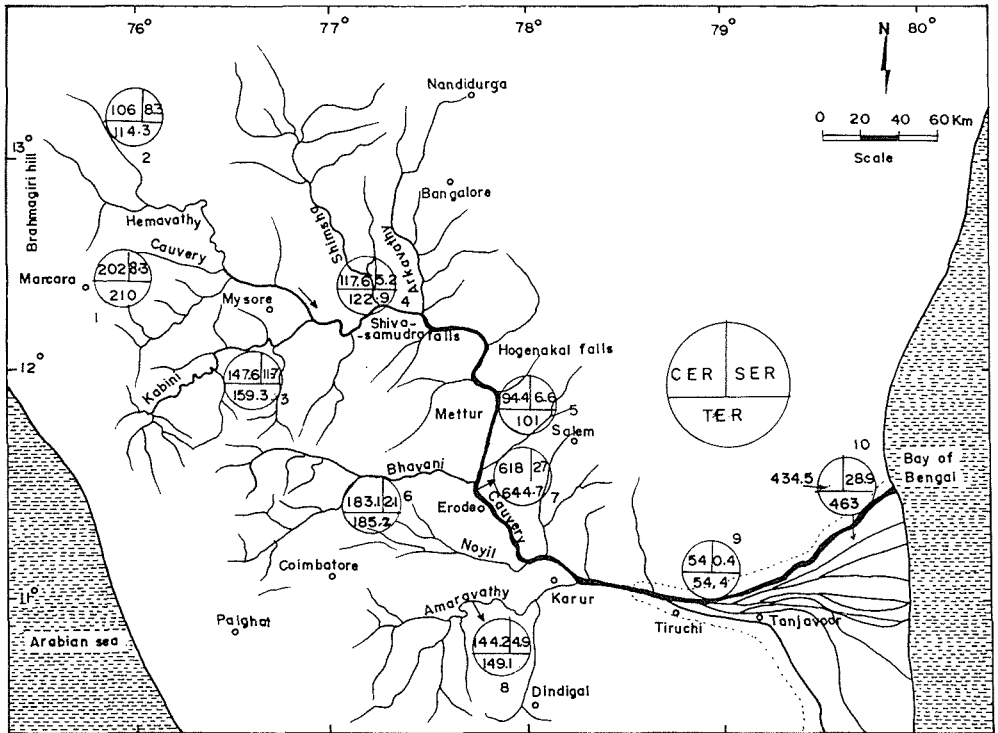 76°
77°
78°
79°
80°
N
0 20 40 60 Km
Scale
Nandidurga
106 83
114.3
2
13°
Brahmagiri hill
Bangalore
Hemavathy
Shimsha
Arkavathy
Cauvery
202 8.3
210
1
Marcara
Mysore
117.6 5.2
122.9
4
Shiva-
-samudra falls
12°
Hogenakal falls
CER SER
TER
Kabini
147.6 11.7
159.3
3
94.4 6.6
101
5
Mettur
Salem
10
Bay of
Bengal
Bhavani
618 27
644.7
7
434.5
28.9
463
183.1 2.1
185.2
6
Erode
Cauvery
9
54 0.4
54.4
Noyil
Coimbatore
11°
Amaravathy
Karur
Palghat
Tiruchi
Tanjavoor
Arabian sea
144.2 4.9
149.1
8
Dindigal